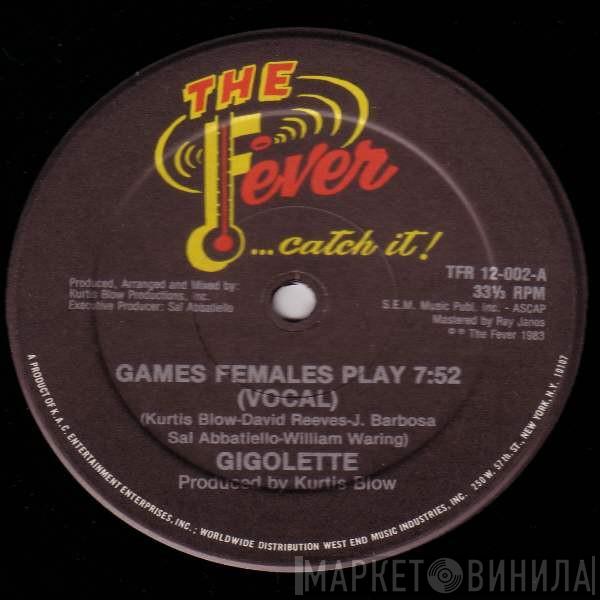 THE
Fever
...catch it!
TFR 12-002-A
33⅓ RPM
Produced, Arranged and Mixed by:
Kurtis Blow Productions, Inc.
Executive Producer: Sal Abbatiello
S.E.M. Music Publ. Inc. - ASCAP
Mastered by Ray Janos
© ℗ The Fever 1983
GAMES FEMALES PLAY 7:52
(VOCAL)
(Kurtis Blow-David Reeves-J. Barbosa
Sal Abbatiello-William Waring)
GIGOLETTE
Produced by Kurtis Blow
A PRODUCT OF K.A.C. ENTERTAINMENT ENTERPRISES, INC.; WORLDWIDE DISTRIBUTION WEST END MUSIC INDUSTRIES, INC. 250 W. 57th ST., NEW YORK, N.Y. 10107
МАРКЕТ ВИНИЛА